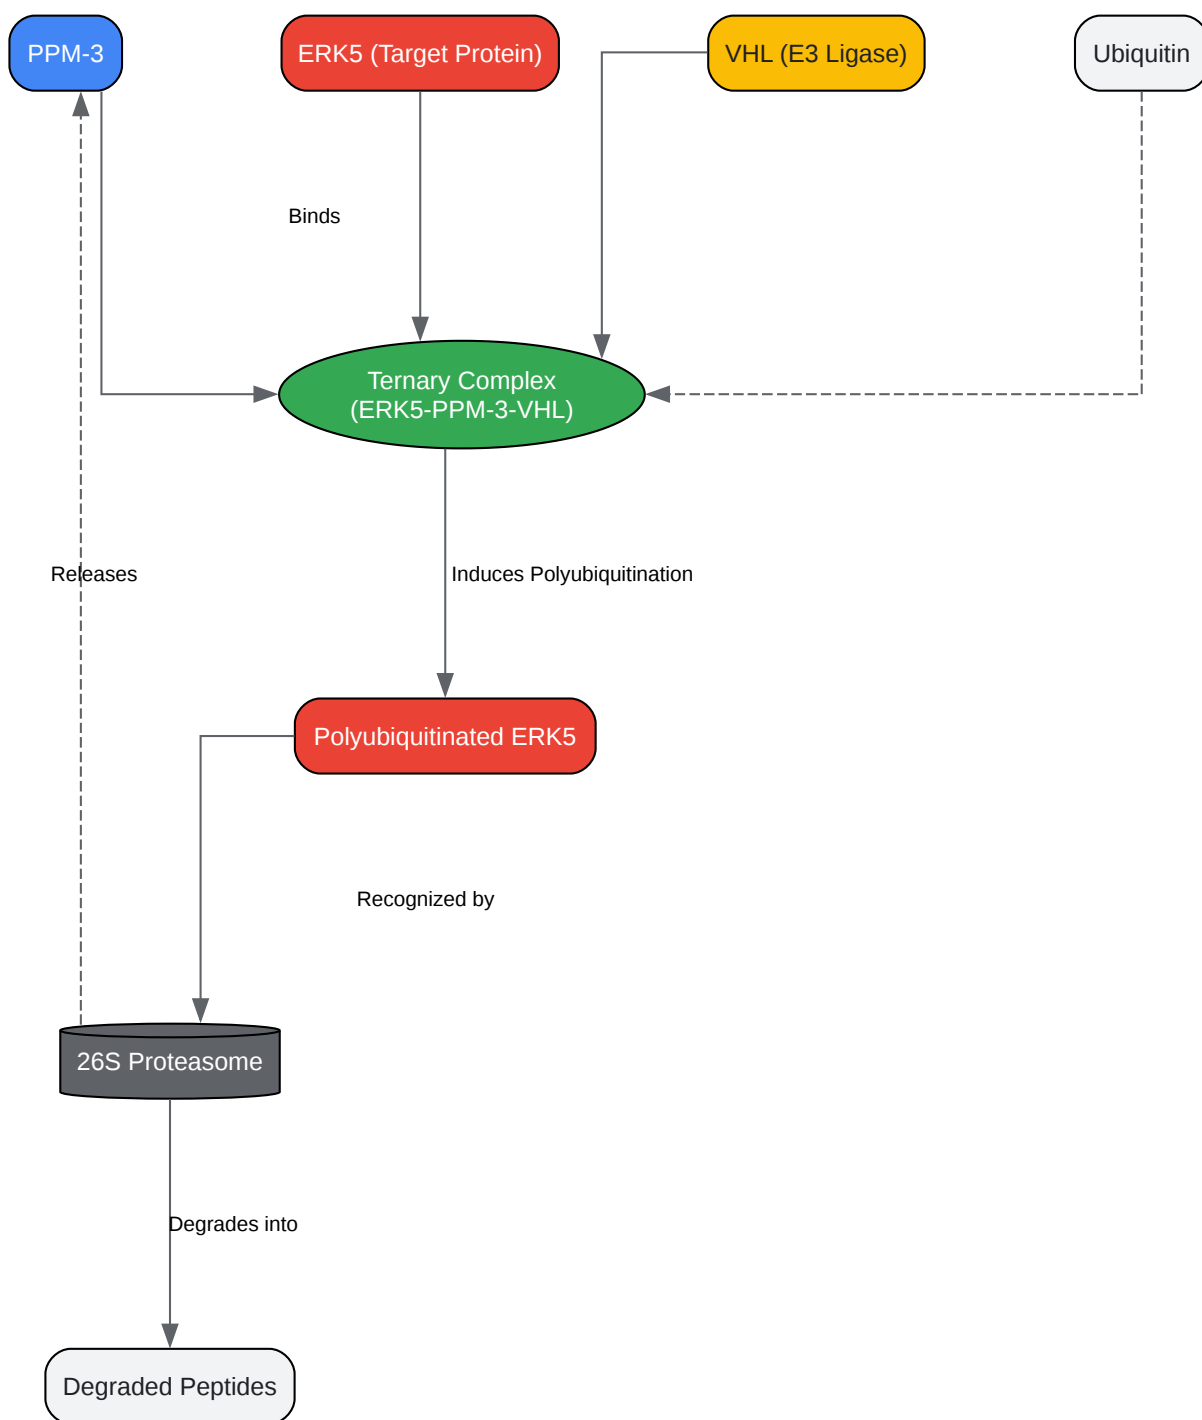 PPM-3
ERK5 (Target Protein)
VHL (E3 Ligase)
Ubiquitin
Binds
Ternary Complex
(ERK5-PPM-3-VHL)
Releases
Induces Polyubiquitination
Polyubiquitinated ERK5
Recognized by
26S Proteasome
Degrades into
Degraded Peptides